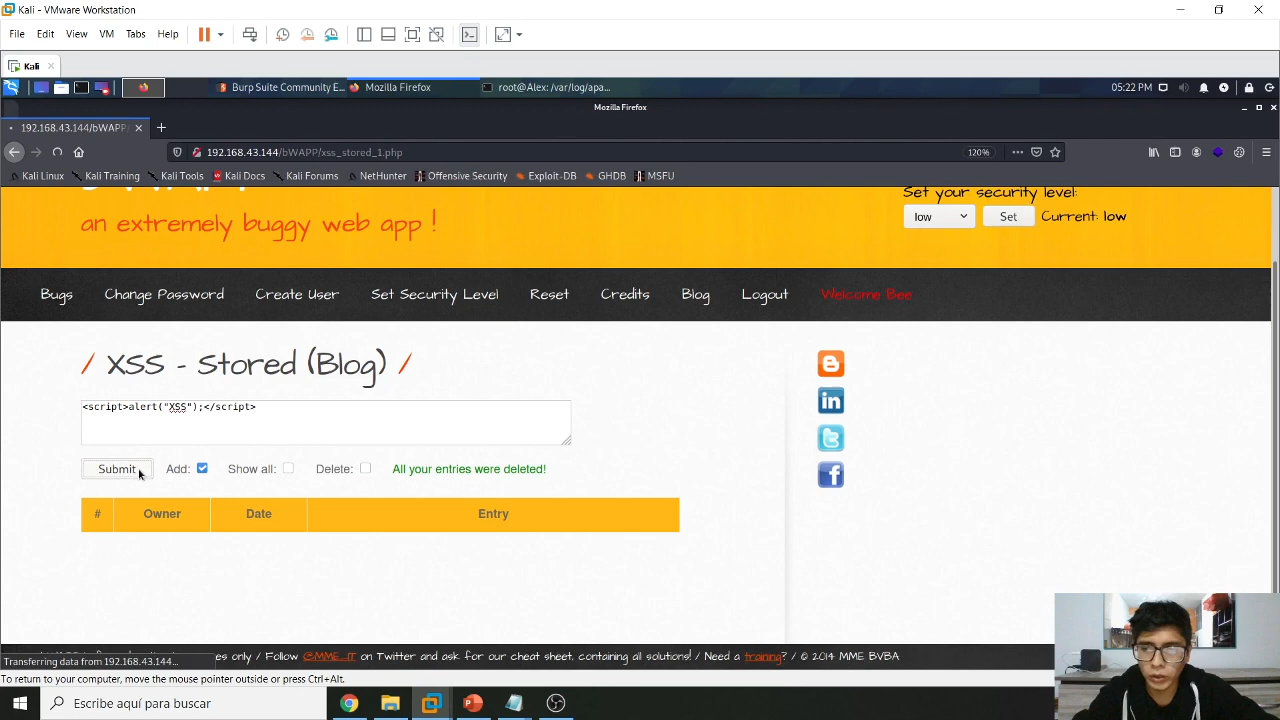 Kali - VMware Workstation
File Edit View VM Tabs Help
Kali
Burp Suite Community E... Mozilla Firefox root@Alex: /var/log/apa... 05:22 PM
Mozilla Firefox
192.168.43.144/bWAPP/
192.168.43.144/bWAPP/xss_stored_1.php 120%
Kali Linux Kali Training Kali Tools Kali Docs Kali Forums NetHunter Offensive Security Exploit-DB GHDB MSFU
Set your security level:
an extremely buggy web app !
low Set Current: low
Bugs Change Password Create User Set Security Level Reset Credits Blog Logout Welcome Bee
/ XSS - Stored (Blog) /
<script>alert("XSS");</script>
Submit Add: Show all: Delete: All your entries were deleted!
# Owner Date Entry
Transferring data from 192.168.43.144... es only / Follow @MME_IT on Twitter and ask for our cheat sheet, containing all solutions! / Need a training? / © 2014 MME BVBA
To return to your computer, move the mouse pointer outside or press Ctrl+Alt.
Escribe aquí para buscar